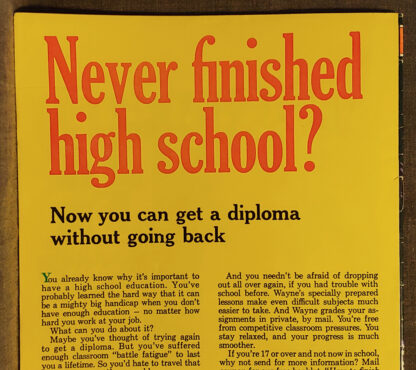 Never finished
high school?
Now you can get a diploma
without going back
You already know why it's important to
have a high school education. You've
probably learned the hard way that it can
be a mighty big handicap when you don't
have enough education — no matter how
hard you work at your job.
What can you do about it?
Maybe you've thought of trying again
to get a diploma. But you've suffered
enough classroom "battle fatigue" to last
you a lifetime. So you'd hate to travel that
And you needn't be afraid of dropping
out all over again, if you had trouble with
school before. Wayne's specially prepared
lessons make even difficult subjects much
easier to take. And Wayne grades your as-
signments in private, by mail. You're free
from competitive classroom pressures. You
stay relaxed, and your progress is much
smoother.
If you're 17 or over and not now in school,
why not send for more information? Mail